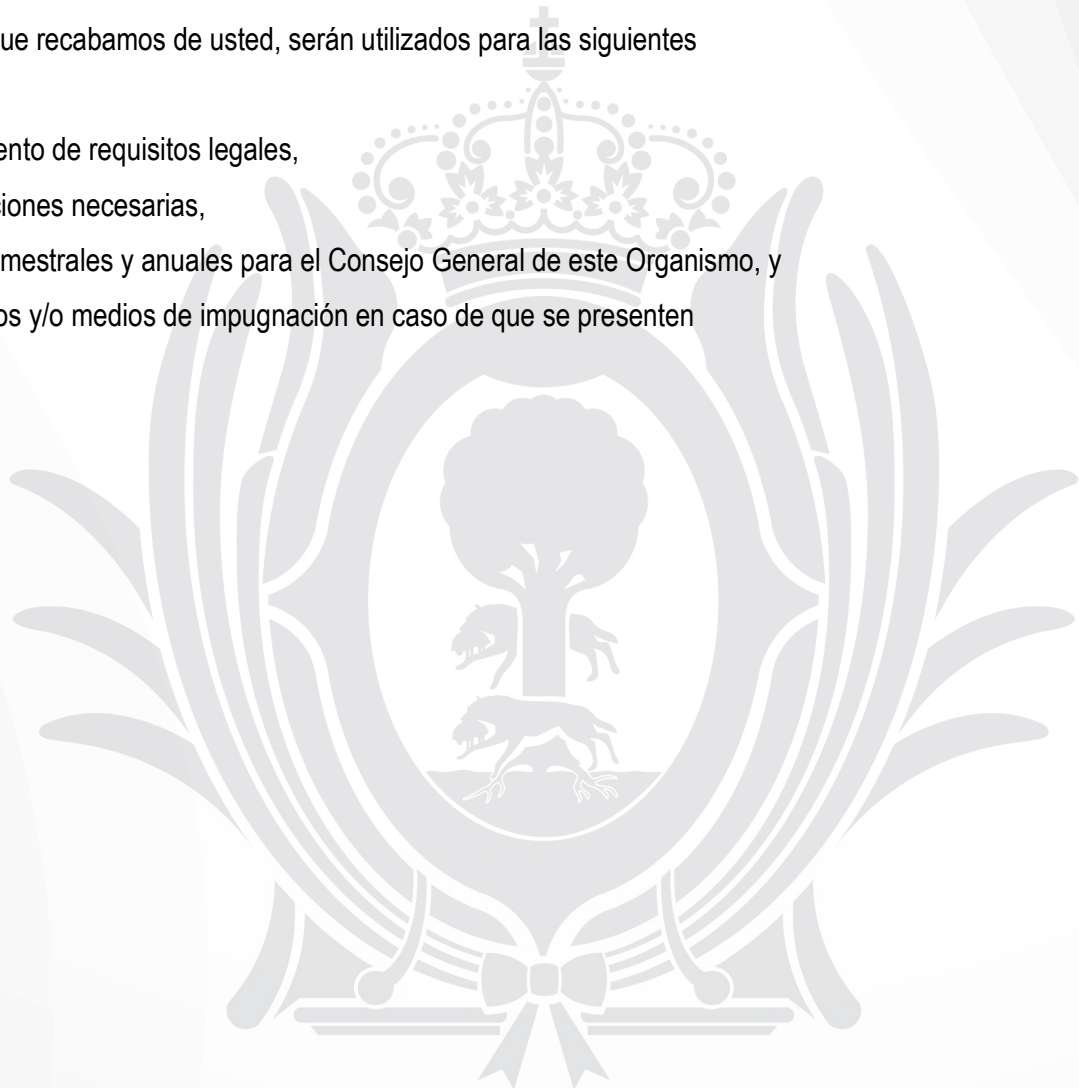 ue recabamos de usted, serán utilizados para las siguientes
ento de requisitos legales,
ciones necesarias,
mestrales y anuales para el Consejo General de este Organismo, y
os y/o medios de impugnación en caso de que se presenten